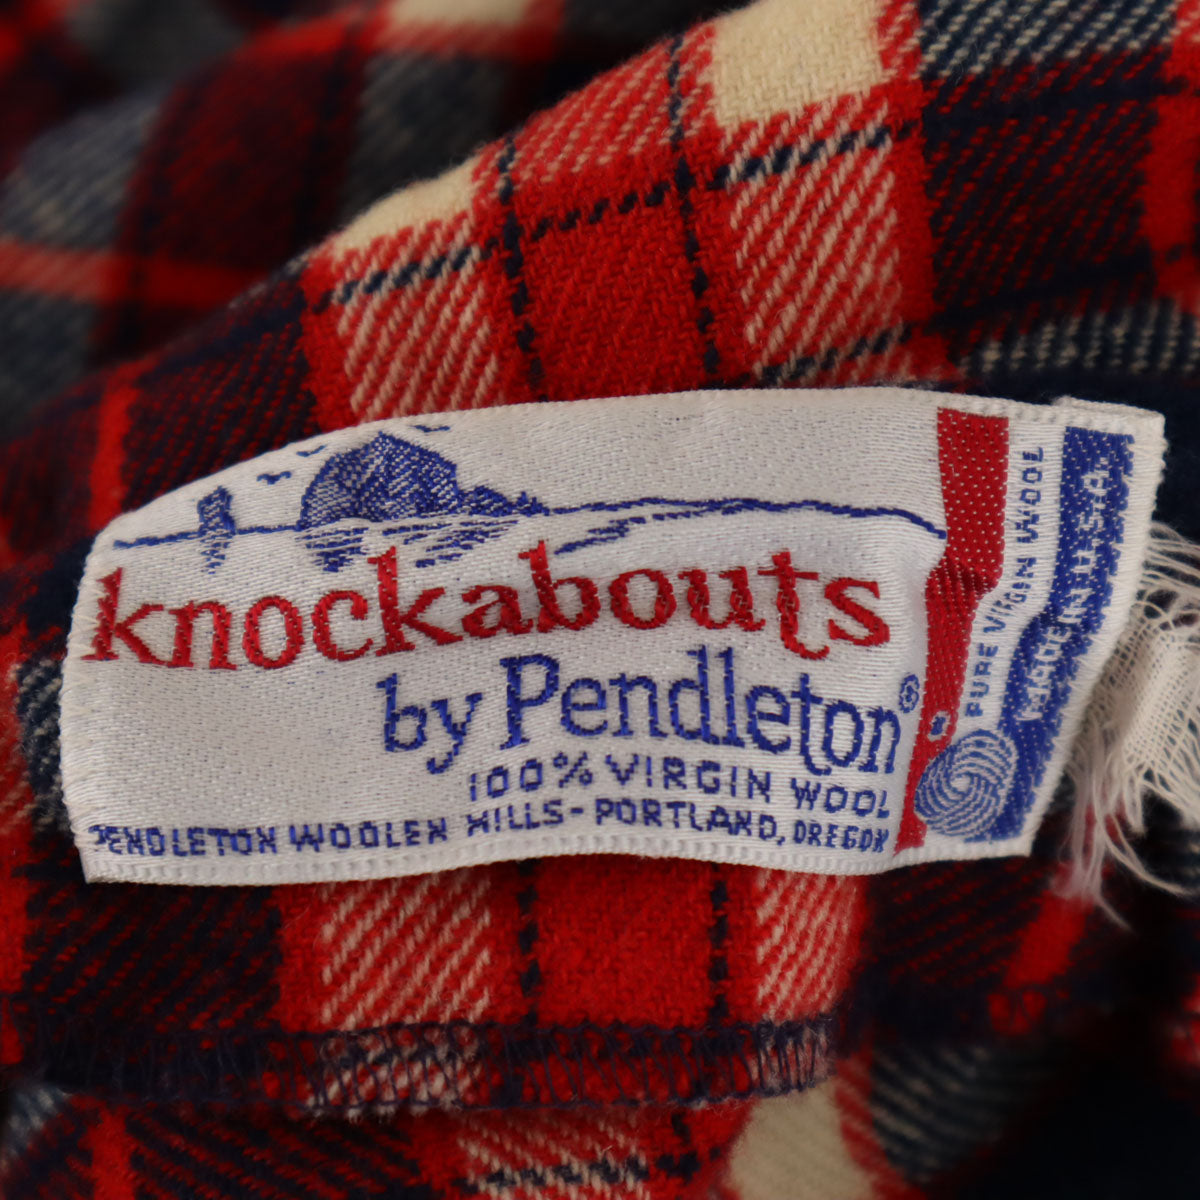 knockabouts
by Pendleton®
100% VIRGIN WOOL
PENDLETON WOOLEN MILLS-PORTLAND, OREGON
PURE VIRGIN WOOL
MADE IN U.S.A.